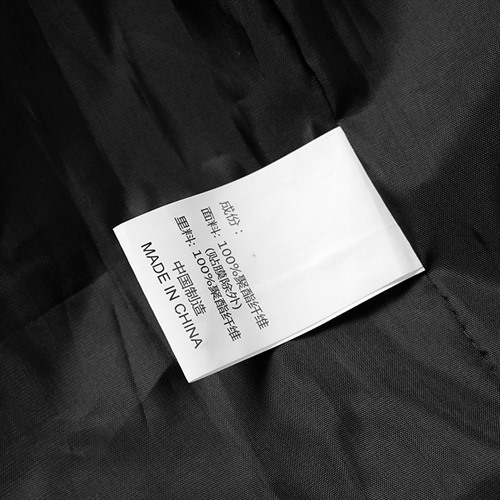 成份：
面料: 100%聚酯纤维
(贴膜除外)
里料: 100%聚酯纤维
中国制造
MADE IN CHINA